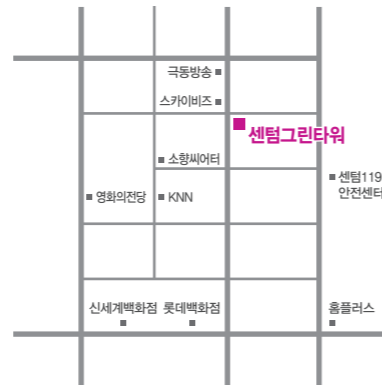 극동방송
스카이비즈
센텀그린타워
소향씨어터
센텀119
안전센터
영화의전당
KNN
신세계백화점
롯데백화점
홈플러스